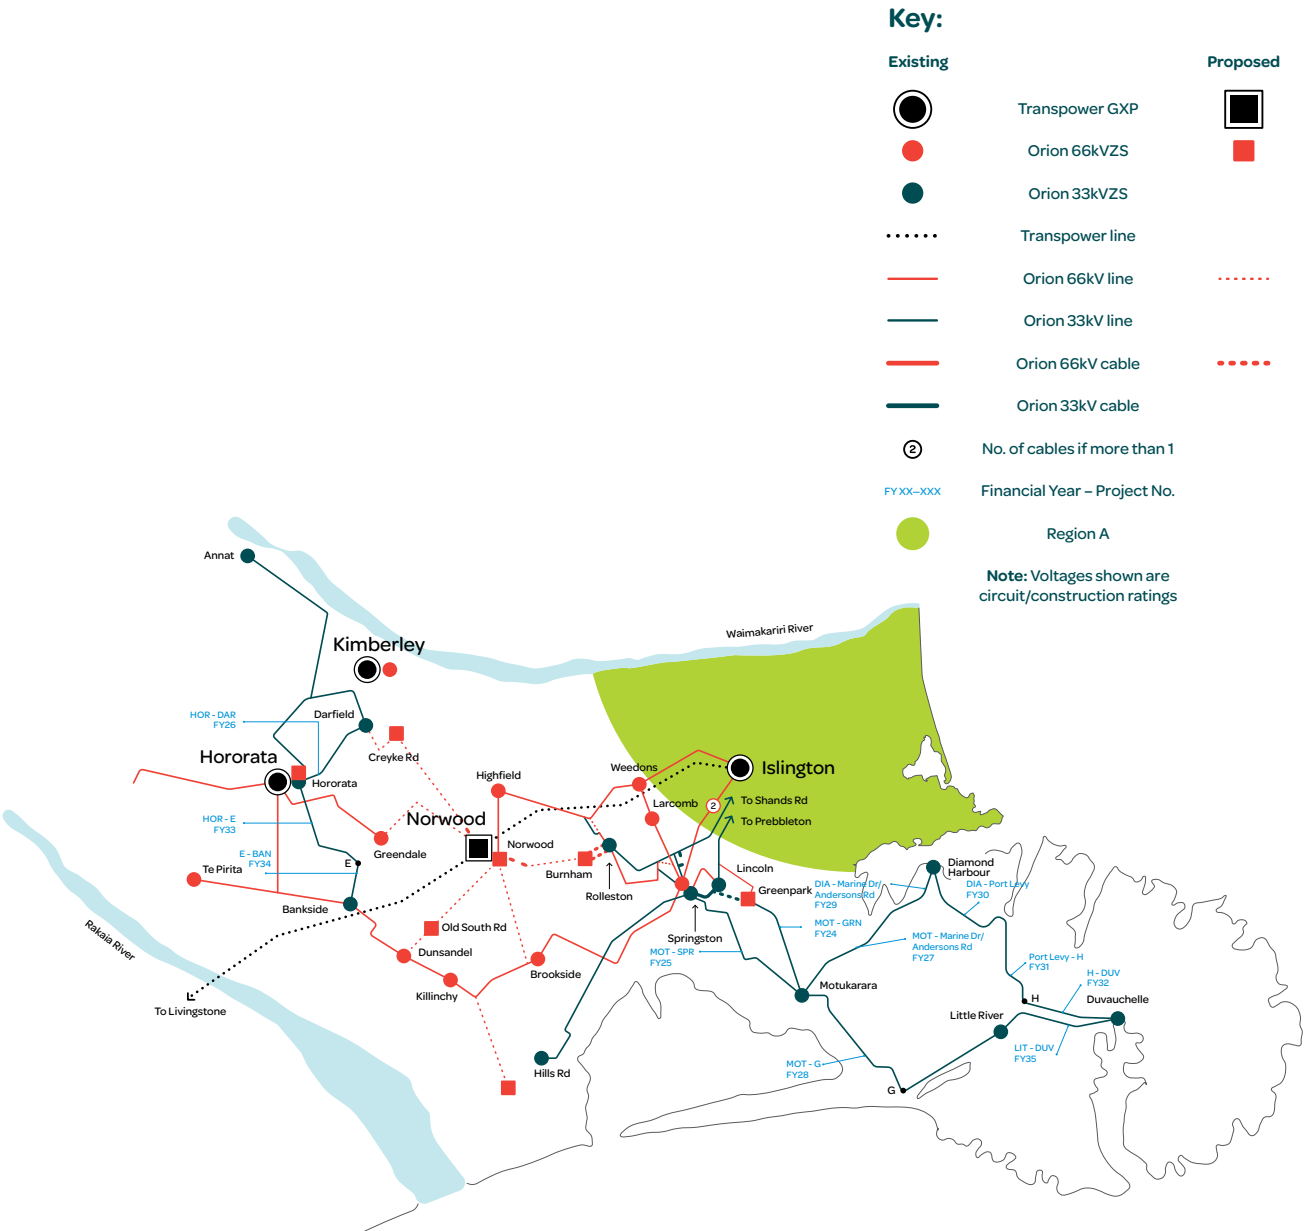 Key:
Existing
Proposed
Transpower GXP
Orion 66kVZS
Orion 33kVZS
Transpower line
Orion 66kV line
Orion 33kV line
Orion 66kV cable
Orion 33kV cable
2
No. of cables if more than 1
FY XX—XXX
Financial Year – Project No.
Region A
Note: Voltages shown are
circuit/construction ratings
Annat
Waimakariri River
Kimberley
HOR - DAR
FY26
Darfield
Creyke Rd
Hororata
Hororata
Weedons
Islington
Highfield
Larcomb
2
To Shands Rd
To Prebbleton
HOR - E
FY33
Norwood
Norwood
Greendale
E - BAN
FY34
E
Te Pirita
Burnham
Rolleston
Lincoln
Greenpark
Diamond
Harbour
DIA - Marine Dr/
Andersons Rd
FY29
DIA - Port Levy
FY30
Bankside
Rakaia River
Old South Rd
Springston
MOT - GRN
FY24
MOT - SPR
FY25
MOT - Marine Dr/
Andersons Rd
FY27
Port Levy - H
FY31
H - DUV
FY32
Dunsandel
Brookside
Killinchy
Motukarara
H
Duvauchelle
Little River
To Livingstone
LIT - DUV
FY35
Hills Rd
MOT - G
FY28
G